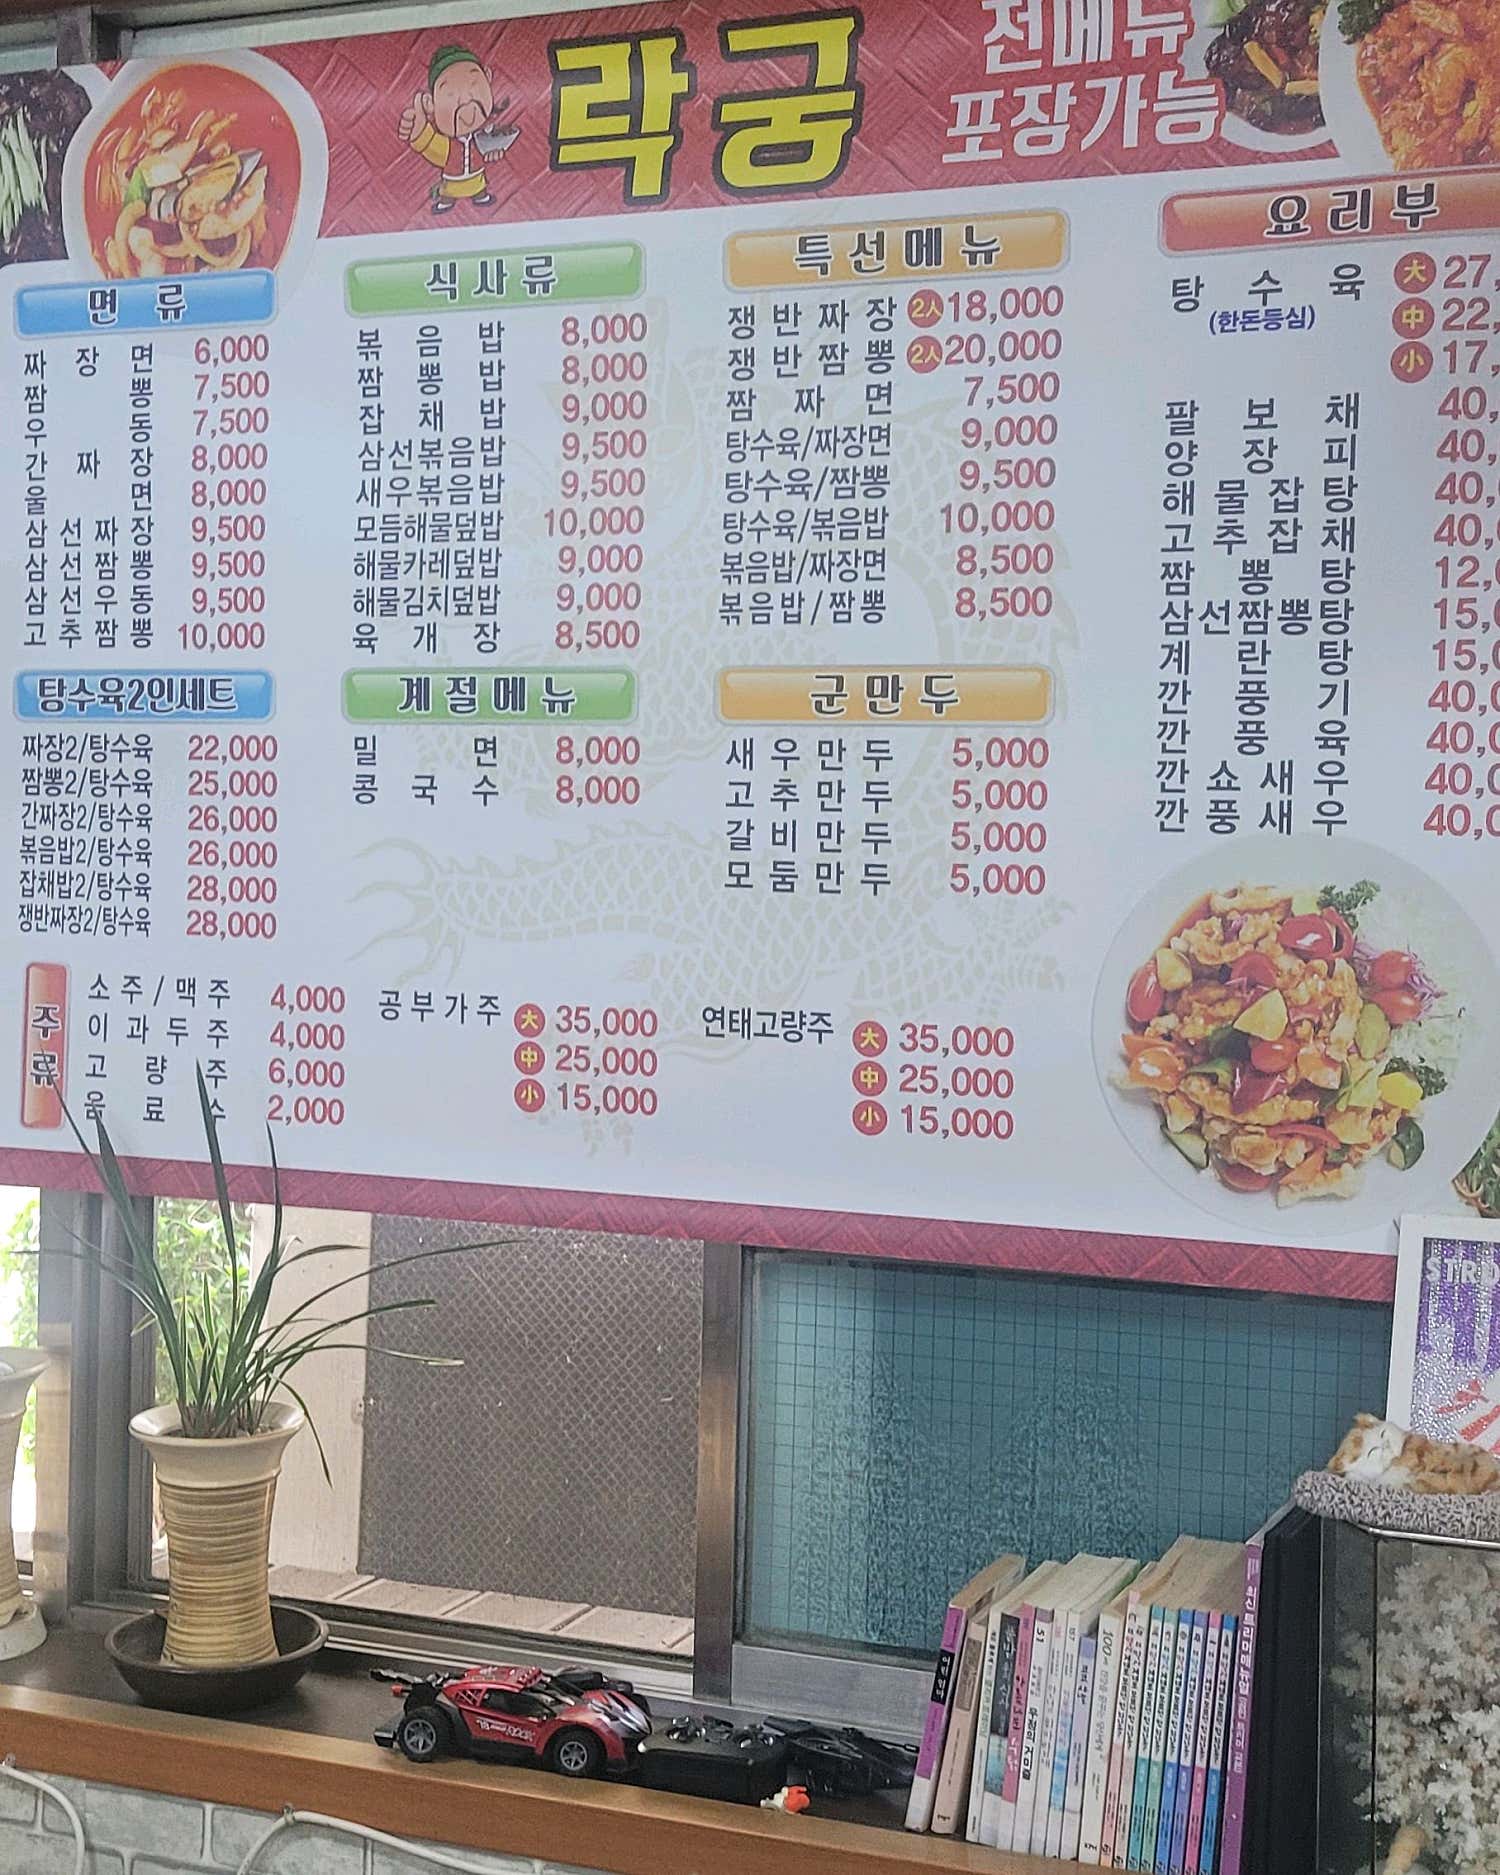 락궁
전메뉴
포장가능
면류
짜장면 6,000
짬뽕 7,500
우동 7,500
간짜장 8,000
울면 8,000
삼선짜장 9,500
삼선짬뽕 9,500
삼선우동 9,500
고추짬뽕 10,000
식사류
볶음밥 8,000
짬뽕밥 8,000
잡채밥 9,000
삼선볶음밥 9,500
새우볶음밥 9,500
모듬해물덮밥 10,000
해물카레덮밥 9,000
해물김치덮밥 9,000
육개장 8,500
특선메뉴
쟁반짜장 2人 18,000
쟁반짬뽕 2人 20,000
짬짜면 7,500
탕수육/짜장면 9,000
탕수육/짬뽕 9,500
탕수육/볶음밥 10,000
볶음밥/짜장면 8,500
볶음밥/짬뽕 8,500
요리부
탕수육 大 27,
(한돈등심) 中 22,
小 17,
팔보채 40,
양장피 40,
해물잡탕 40,
고추잡채 40,
짬뽕탕 12,
삼선짬뽕탕 15,
계란탕 15,
깐풍기 40,
깐풍육 40,
깐쇼새우 40,
깐풍새우 40,
탕수육2인세트
짜장2/탕수육 22,000
짬뽕2/탕수육 25,000
간짜장2/탕수육 26,000
볶음밥2/탕수육 26,000
잡채밥2/탕수육 28,000
쟁반짜장2/탕수육 28,000
계절메뉴
밀면 8,000
콩국수 8,000
군만두
새우만두 5,000
고추만두 5,000
갈비만두 5,000
모둠만두 5,000
주류
소주/맥주 4,000
이과두주 4,000
고량주 6,000
음료수 2,000
공부가주 大 35,000
中 25,000
小 15,000
연태고량주 大 35,000
中 25,000
小 15,000